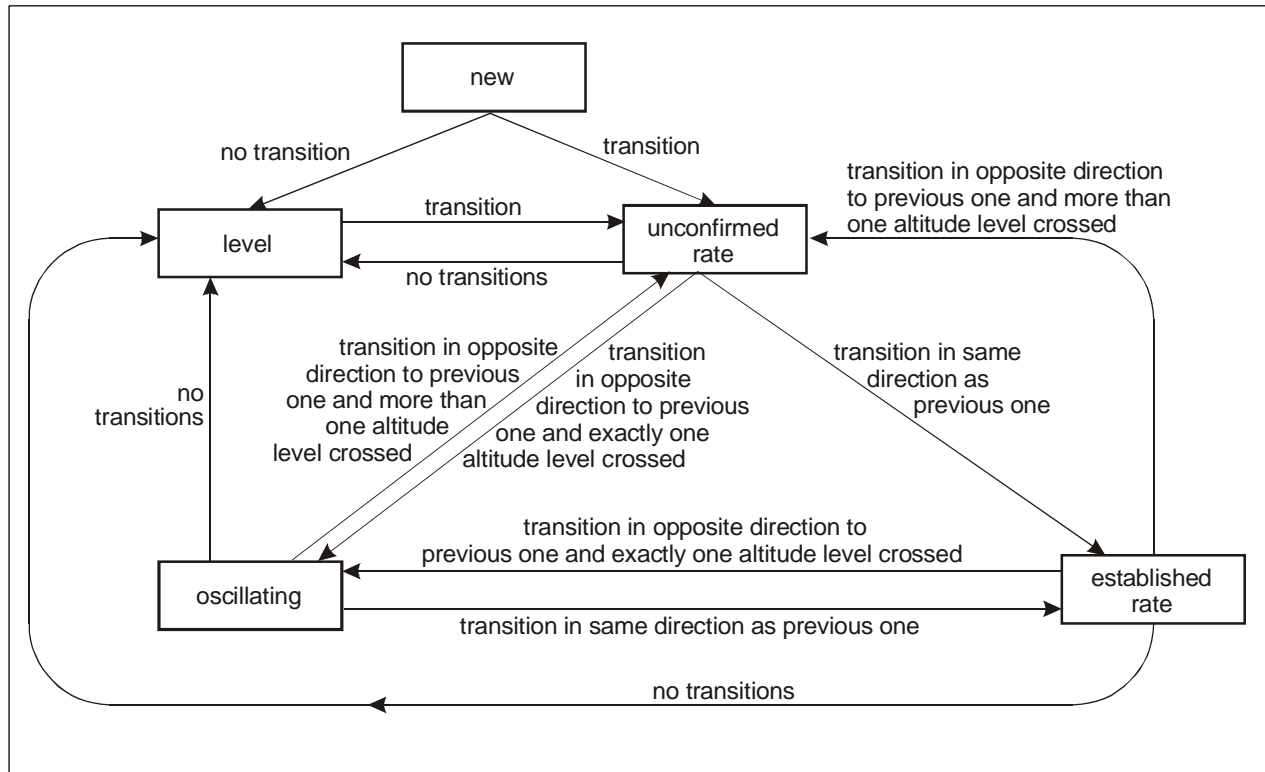 new
no transition
transition
transition in opposite direction
to previous one and more than
one altitude level crossed
level
transition
unconfirmed
rate
no transitions
no
transitions
transition in opposite
direction to previous
one and more than
one altitude
level crossed
transition
in opposite
direction to previous
one and exactly one
altitude level crossed
transition in same
direction as
previous one
transition in opposite direction to
previous one and exactly one altitude level crossed
oscillating
established
rate
transition in same direction as previous one
no transitions